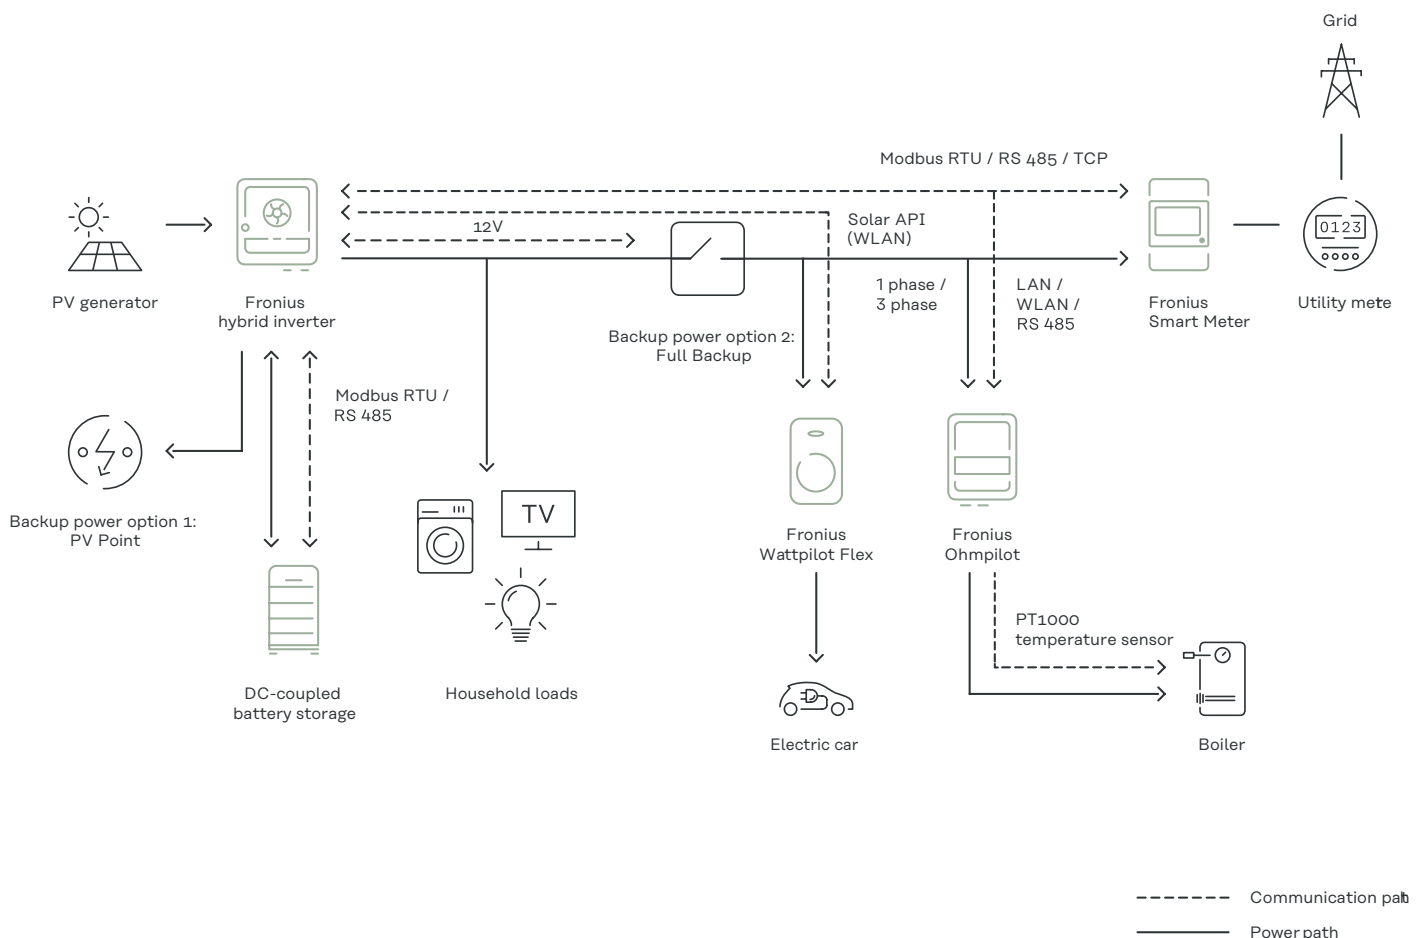 Grid
Modbus RTU / RS 485 / TCP
12V
Solar API
(WLAN)
0123
1 phase /
3 phase
LAN /
WLAN /
RS 485
PV generator
Fronius
hybrid inverter
Fronius
Smart Meter
Utility mete
Backup power option 2:
Full Backup
Modbus RTU /
RS 485
Backup power option 1:
PV Point
TV
Fronius
Wattpilot Flex
Fronius
Ohmpilot
PT1000
temperature sensor
DC-coupled
battery storage
Household loads
Electric car
Boiler
Communication path
Power path